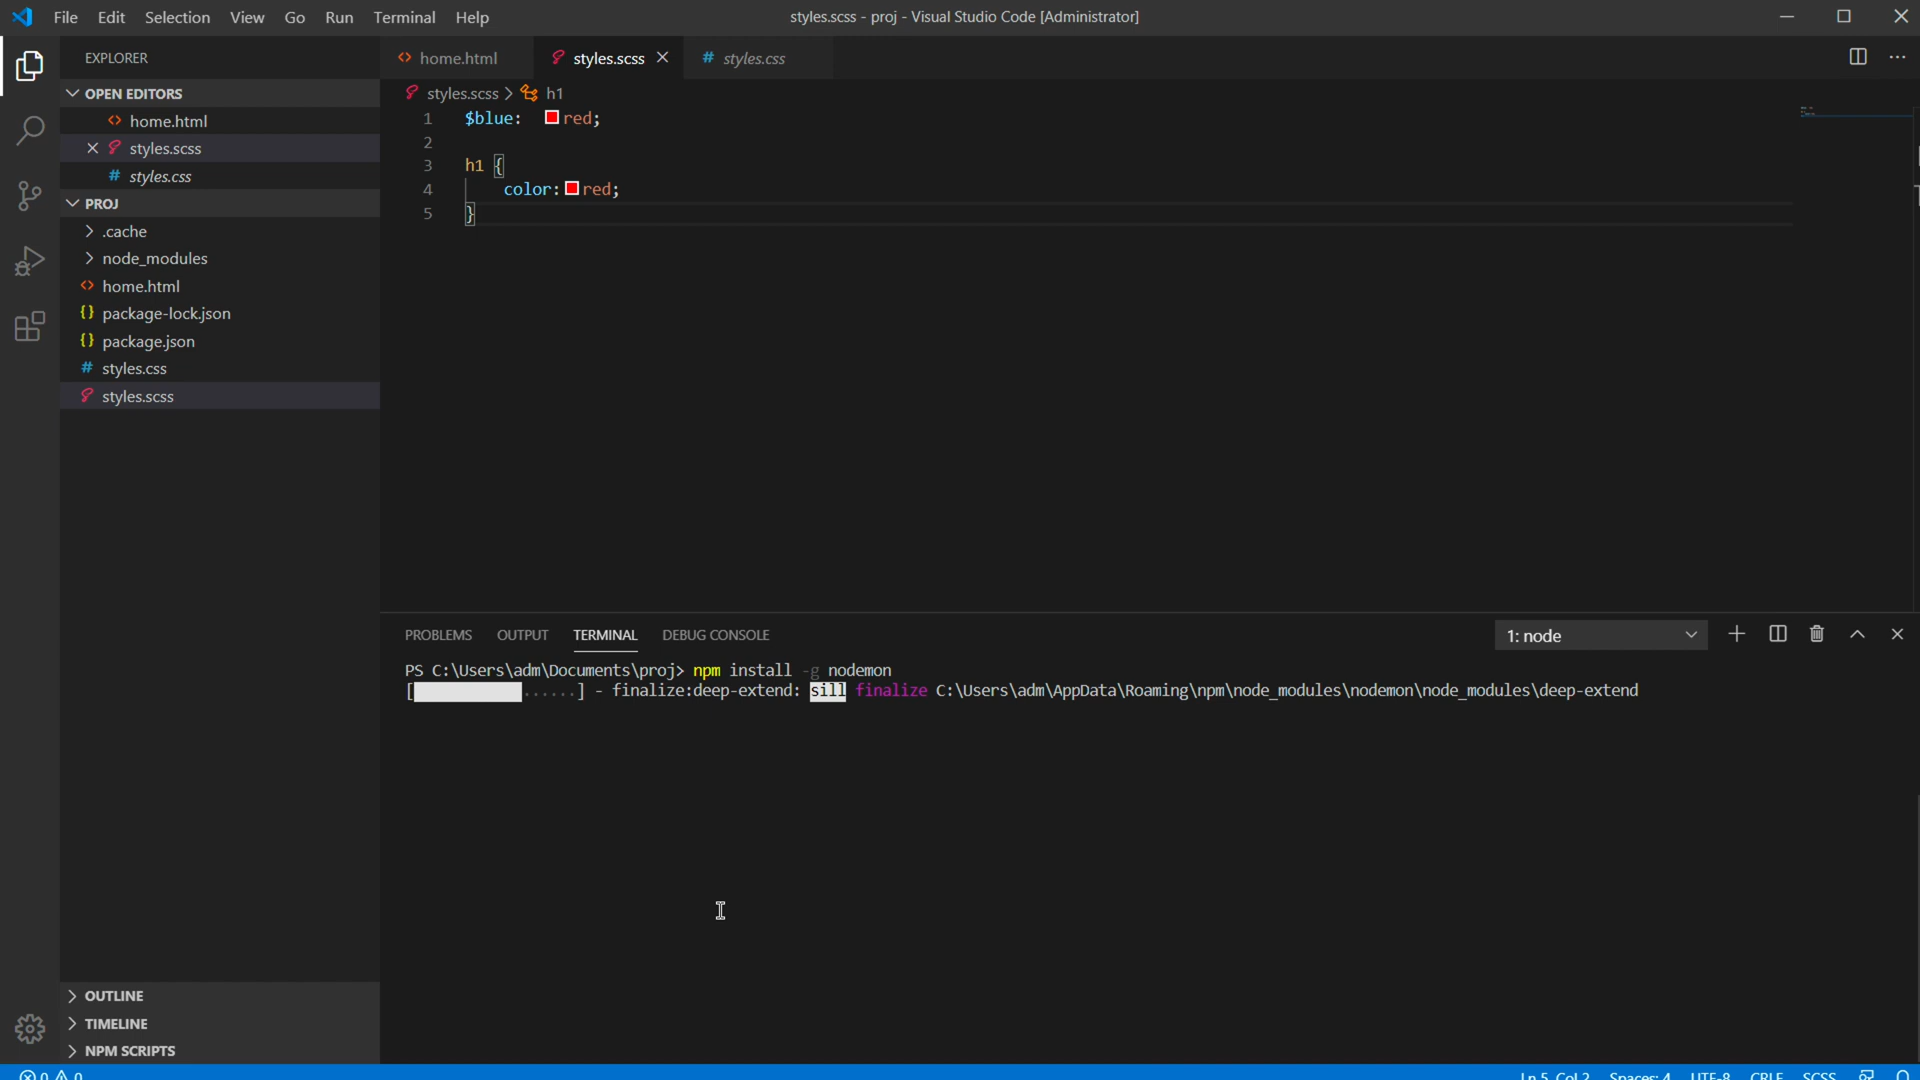 File Edit Selection View Go Run Terminal Help
styles.scss - proj - Visual Studio Code [Administrator]
EXPLORER
OPEN EDITORS
home.html
styles.scss
styles.css
PROJ
.cache
node_modules
home.html
package-lock.json
package.json
styles.css
styles.scss
OUTLINE
TIMELINE
NPM SCRIPTS
home.html styles.scss styles.css
styles.scss > h1
1 $blue: red;
2
3 h1 {
4 color: red;
5 }
PROBLEMS OUTPUT TERMINAL DEBUG CONSOLE
1: node
PS C:\Users\adm\Documents\proj> npm install -g nodemon
[ ......] - finalize:deep-extend: sill finalize C:\Users\adm\AppData\Roaming\npm\node_modules\nodemon\node_modules\deep-extend
0 0
Ln 5, Col 2 Spaces: 4 UTF-8 CRLF SCSS